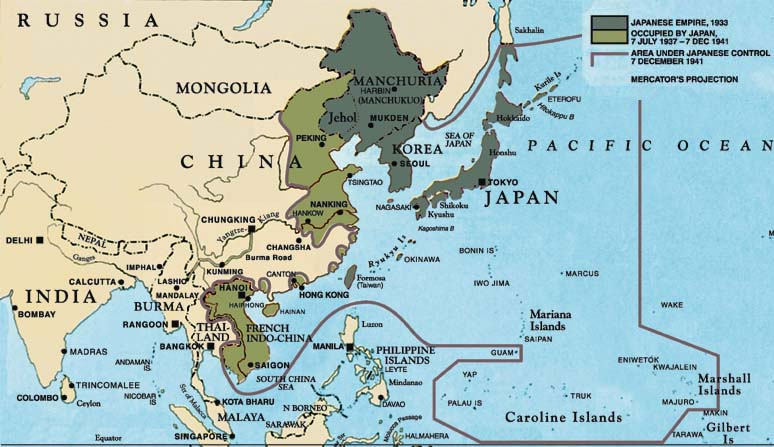 RUSSIA
JAPANESE EMPIRE, 1933
OCCUPIED BY JAPAN,
7 JULY 1937 – 7 DEC 1941
AREA UNDER JAPANESE CONTROL
7 DECEMBER 1941
MERCATOR'S PROJECTION
Sakhalin
MONGOLIA
MANCHURIA
HARBIN
(MANCHUKUO)
Jehol
MUKDEN
Kurile Is
ETEROFU
Hitokappu B
Hokkaido
PEKING
CHINA
KOREA
SEOUL
SEA OF
JAPAN
Honshu
PACIFIC OCEAN
TSINGTAO
TOKYO
JAPAN
NANKING
HANKOW
NAGASAKI
Shikoku
Kyushu
Kagoshima B
CHUNGKING
Yangtze-Kiang
CHANGSHA
Burma Road
DELHI
NEPAL
Ganges
IMPHAL
LASHIO
KUNMING
CANTON
HONG KONG
Ryukyu Is
OKINAWA
BONIN IS
Formosa
(Taiwan)
IWO JIMA
MARCUS
CALCUTTA
MANDALAY
HANOI
HAIPHONG
HAINAN
INDIA
BURMA
BOMBAY
RANGOON
THAI-
LAND
FRENCH
INDO-CHINA
Luzon
Mariana
Islands
SAIPAN
WAKE
MADRAS
BANGKOK
MANILA
PHILIPPINE
ISLANDS
LEYTE
GUAM
ANDAMAN
IS
SAIGON
SOUTH CHINA
SEA
Mindanao
ENIWETOK
KWAJALEIN
Marshall
Islands
TRINCOMALEE
COLOMBO
Ceylon
NICOBAR
IS
Str of Malacca
KOTA BHARU
MALAYA
N BORNEO
SARAWAK
DAVAO
YAP
PALAU IS
TRUK
Caroline Islands
MAJURO
MAKIN
Gilbert
Is
TARAWA
Equator
SINGAPORE
Molucca Passage
HALMAHERA